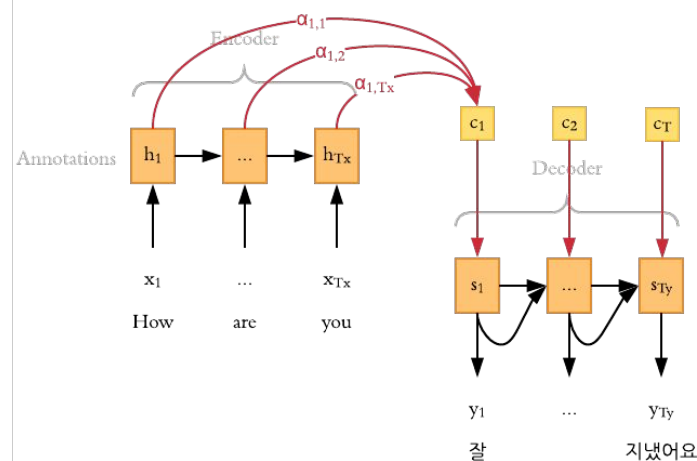 α1,1
Encoder
α1,2
α1,Tx
c1 c2 cT
Annotations h1 ... hTx
Decoder
x1 ... xTx
s1 ... sTy
How are you
y1 ... yTy
잘 지냈어요